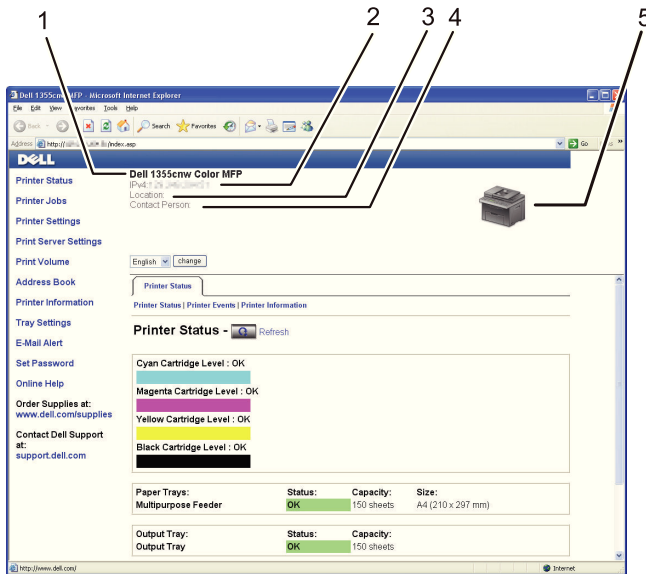 1 2 3 4 5
Dell 1355cnw MFP - Microsoft Internet Explorer
File Edit View Favorites Tools Help
Back Search Favorites
Address http:// /index.asp Go
DELL
Dell 1355cnw Color MFP
IPv4:
Location:
Contact Person:
Printer Status
Printer Jobs
Printer Settings
Print Server Settings
Print Volume
Address Book
Printer Information
Tray Settings
E-Mail Alert
Set Password
Online Help
Order Supplies at:
www.dell.com/supplies
Contact Dell Support
at:
support.dell.com
English change
Printer Status
Printer Status | Printer Events | Printer Information
Printer Status - Refresh
Cyan Cartridge Level : OK
Magenta Cartridge Level : OK
Yellow Cartridge Level : OK
Black Cartridge Level : OK
Paper Trays: Status: Capacity: Size:
Multipurpose Feeder OK 150 sheets A4 (210 x 297 mm)
Output Tray: Status: Capacity:
Output Tray OK 150 sheets
http://www.dell.com/ Internet